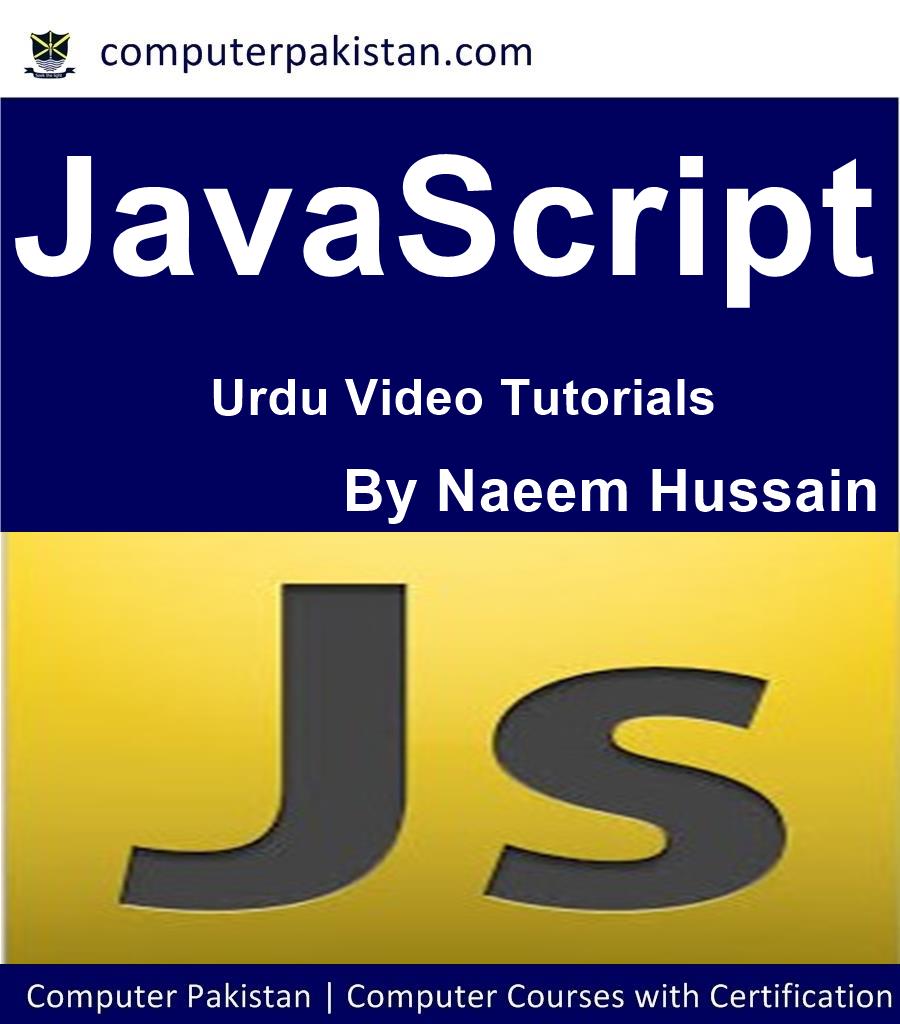 computerpakistan.com
JavaScript
Urdu Video Tutorials
By Naeem Hussain
Js
Computer Pakistan | Computer Courses with Certification